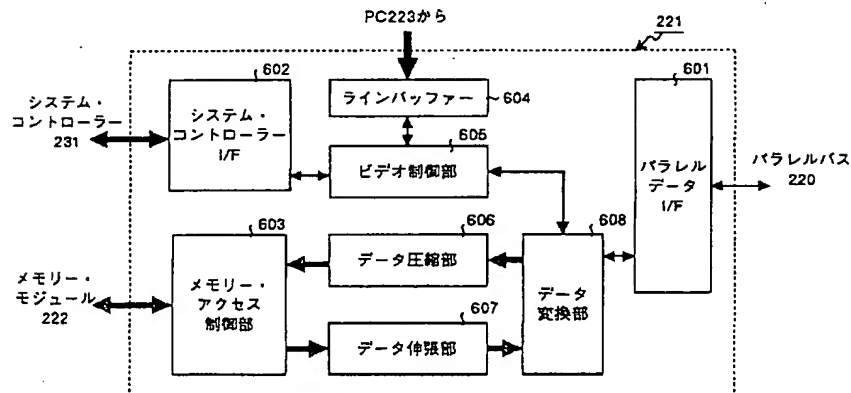 PC223から
221
602
システム・
コントローラー
I/F
ラインバッファー
604
601
パラレル
データ
I/F
システム・
コントローラー
231
605
ビデオ制御部
パラレルバス
220
603
メモリー・
アクセス
制御部
606
データ圧縮部
608
データ
変換部
メモリー・
モジュール
222
607
データ伸張部